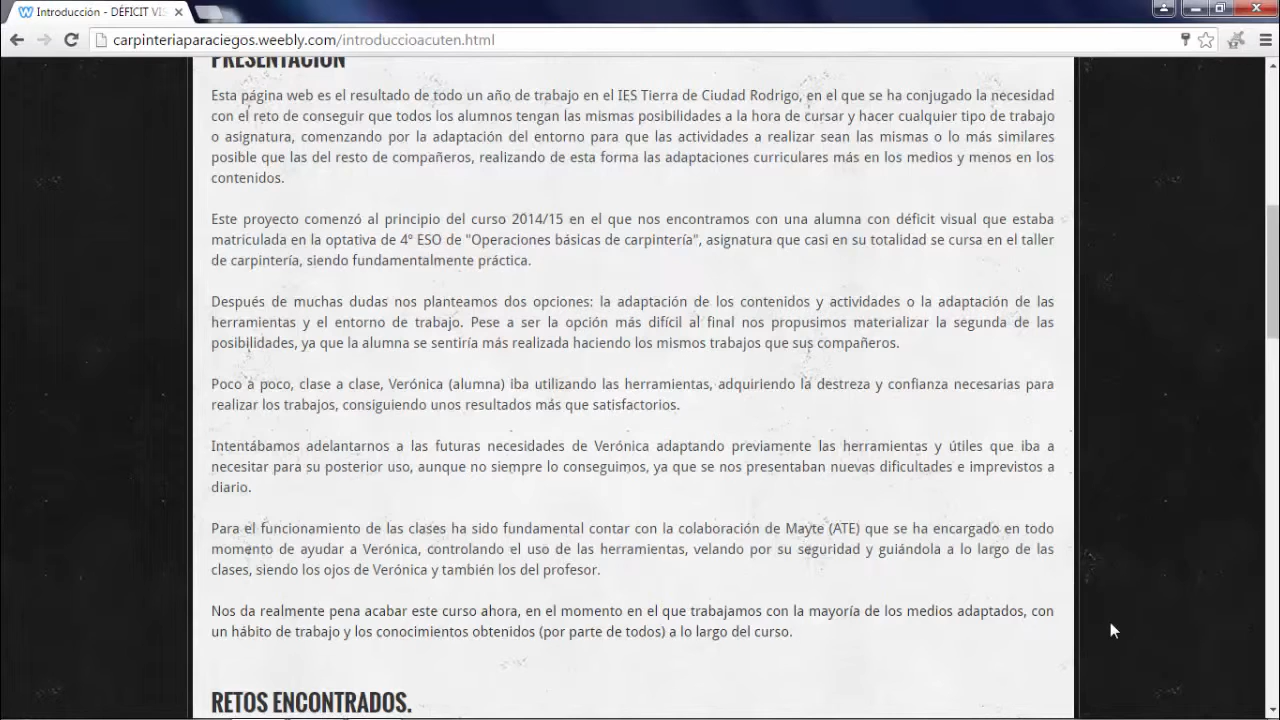 Introducción - DÉFICIT VIS
carpinteriaparaciegos.weebly.com/introduccioacuten.html
PRESENTACIÓN
Esta página web es el resultado de todo un año de trabajo en el IES Tierra de Ciudad Rodrigo, en el que se ha conjugado la necesidad
con el reto de conseguir que todos los alumnos tengan las mismas posibilidades a la hora de cursar y hacer cualquier tipo de trabajo
o asignatura, comenzando por la adaptación del entorno para que las actividades a realizar sean las mismas o lo más similares
posible que las del resto de compañeros, realizando de esta forma las adaptaciones curriculares más en los medios y menos en los
contenidos.
Este proyecto comenzó al principio del curso 2014/15 en el que nos encontramos con una alumna con déficit visual que estaba
matriculada en la optativa de 4º ESO de "Operaciones básicas de carpintería", asignatura que casi en su totalidad se cursa en el taller
de carpintería, siendo fundamentalmente práctica.
Después de muchas dudas nos planteamos dos opciones: la adaptación de los contenidos y actividades o la adaptación de las
herramientas y el entorno de trabajo. Pese a ser la opción más difícil al final nos propusimos materializar la segunda de las
posibilidades, ya que la alumna se sentiría más realizada haciendo los mismos trabajos que sus compañeros.
Poco a poco, clase a clase, Verónica (alumna) iba utilizando las herramientas, adquiriendo la destreza y confianza necesarias para
realizar los trabajos, consiguiendo unos resultados más que satisfactorios.
Intentábamos adelantarnos a las futuras necesidades de Verónica adaptando previamente las herramientas y útiles que iba a
necesitar para su posterior uso, aunque no siempre lo conseguimos, ya que se nos presentaban nuevas dificultades e imprevistos a
diario.
Para el funcionamiento de las clases ha sido fundamental contar con la colaboración de Mayte (ATE) que se ha encargado en todo
momento de ayudar a Verónica, controlando el uso de las herramientas, velando por su seguridad y guiándola a lo largo de las
clases, siendo los ojos de Veronica y también los del profesor.
Nos da realmente pena acabar este curso ahora, en el momento en el que trabajamos con la mayoría de los medios adaptados, con
un hábito de trabajo y los conocimientos obtenidos (por parte de todos) a lo largo del curso.
RETOS ENCONTRADOS.